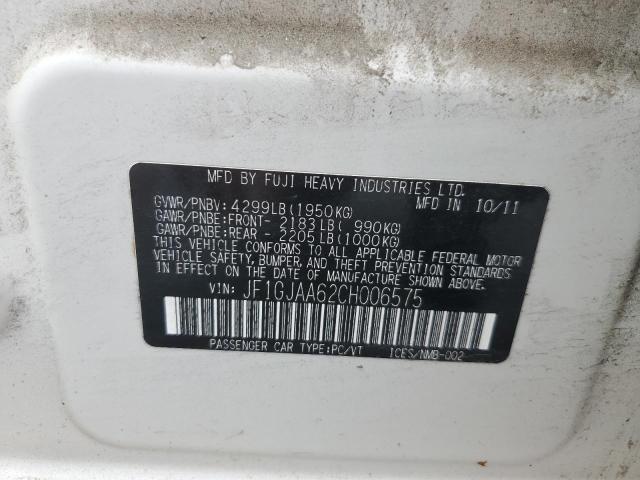 MFD BY FUJI HEAVY INDUSTRIES LTD.
MFD IN 10/11
GVWR/PNBV: 4299LB(1950KG)
GAWR/PNBE:FRONT- 2183LB( 990KG)
GAWR/PNBE:REAR - 2205LB(1000KG)
THIS VEHICLE CONFORMS TO ALL APPLICABLE FEDERAL MOTOR
VEHICLE SAFETY, BUMPER, AND THEFT PREVENTION STANDARDS
IN EFFECT ON THE DATE OF MANUFACTURE SHOWN ABOVE.
VIN: JF1GJAA62CH006575
PASSENGER CAR TYPE:PC/VT ICES/NMB-002